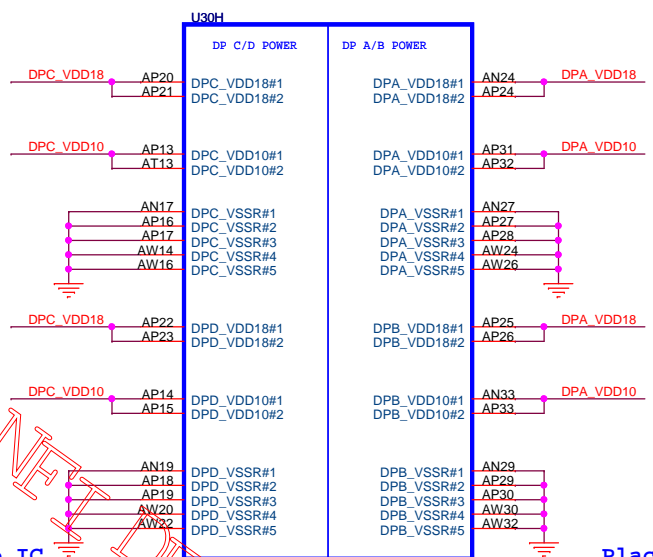 U30H
DP C/D POWER DP A/B POWER
DPC_VDD18 AP20 DPC_VDD18#1 DPA_VDD18#1 AN24 DPA_VDD18
AP21 DPC_VDD18#2 DPA_VDD18#2 AP24
DPC_VDD10 AP13 DPC_VDD10#1 DPA_VDD10#1 AP31 DPA_VDD10
AT13 DPC_VDD10#2 DPA_VDD10#2 AP32
AN17 DPC_VSSR#1 DPA_VSSR#1 AN27
AP16 DPC_VSSR#2 DPA_VSSR#2 AP27
AP17 DPC_VSSR#3 DPA_VSSR#3 AP28
AW14 DPC_VSSR#4 DPA_VSSR#4 AW24
AW16 DPC_VSSR#5 DPA_VSSR#5 AW26
DPC_VDD18 AP22 DPD_VDD18#1 DPB_VDD18#1 AP25 DPA_VDD18
AP23 DPD_VDD18#2 DPB_VDD18#2 AP26
DPC_VDD10 AP14 DPD_VDD10#1 DPB_VDD10#1 AN33 DPA_VDD10
AP15 DPD_VDD10#2 DPB_VDD10#2 AP33
AN19 DPD_VSSR#1 DPB_VSSR#1 AN29
AP18 DPD_VSSR#2 DPB_VSSR#2 AP29
AP19 DPD_VSSR#3 DPB_VSSR#3 AP30
AW20 DPD_VSSR#4 DPB_VSSR#4 AW30
AW22 DPD_VSSR#5 DPB_VSSR#5 AW32
IC Plac